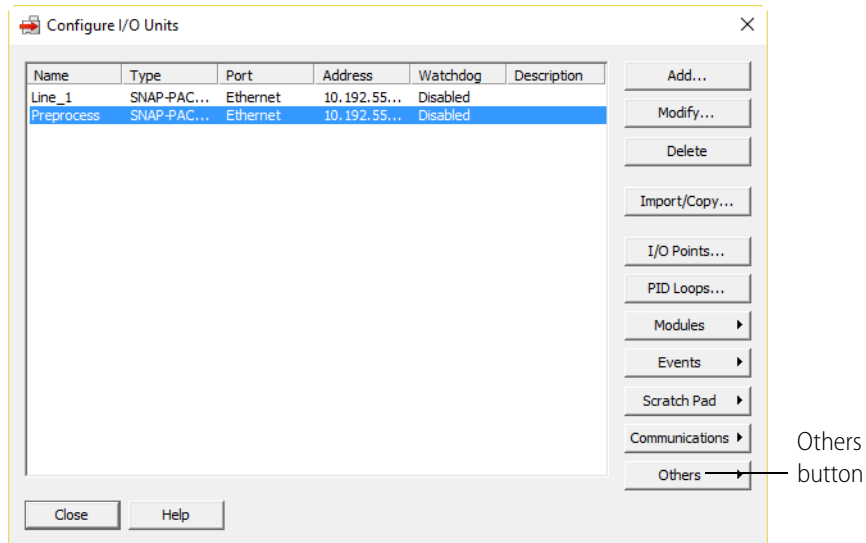 Configure I/O Units
Name Type Port Address Watchdog Description
Line_1 SNAP-PAC... Ethernet 10.192.55... Disabled
Preprocess SNAP-PAC... Ethernet 10.192.55... Disabled
Add...
Modify...
Delete
Import/Copy...
I/O Points...
PID Loops...
Modules
Events
Scratch Pad
Communications
Others
Others
button
Close
Help